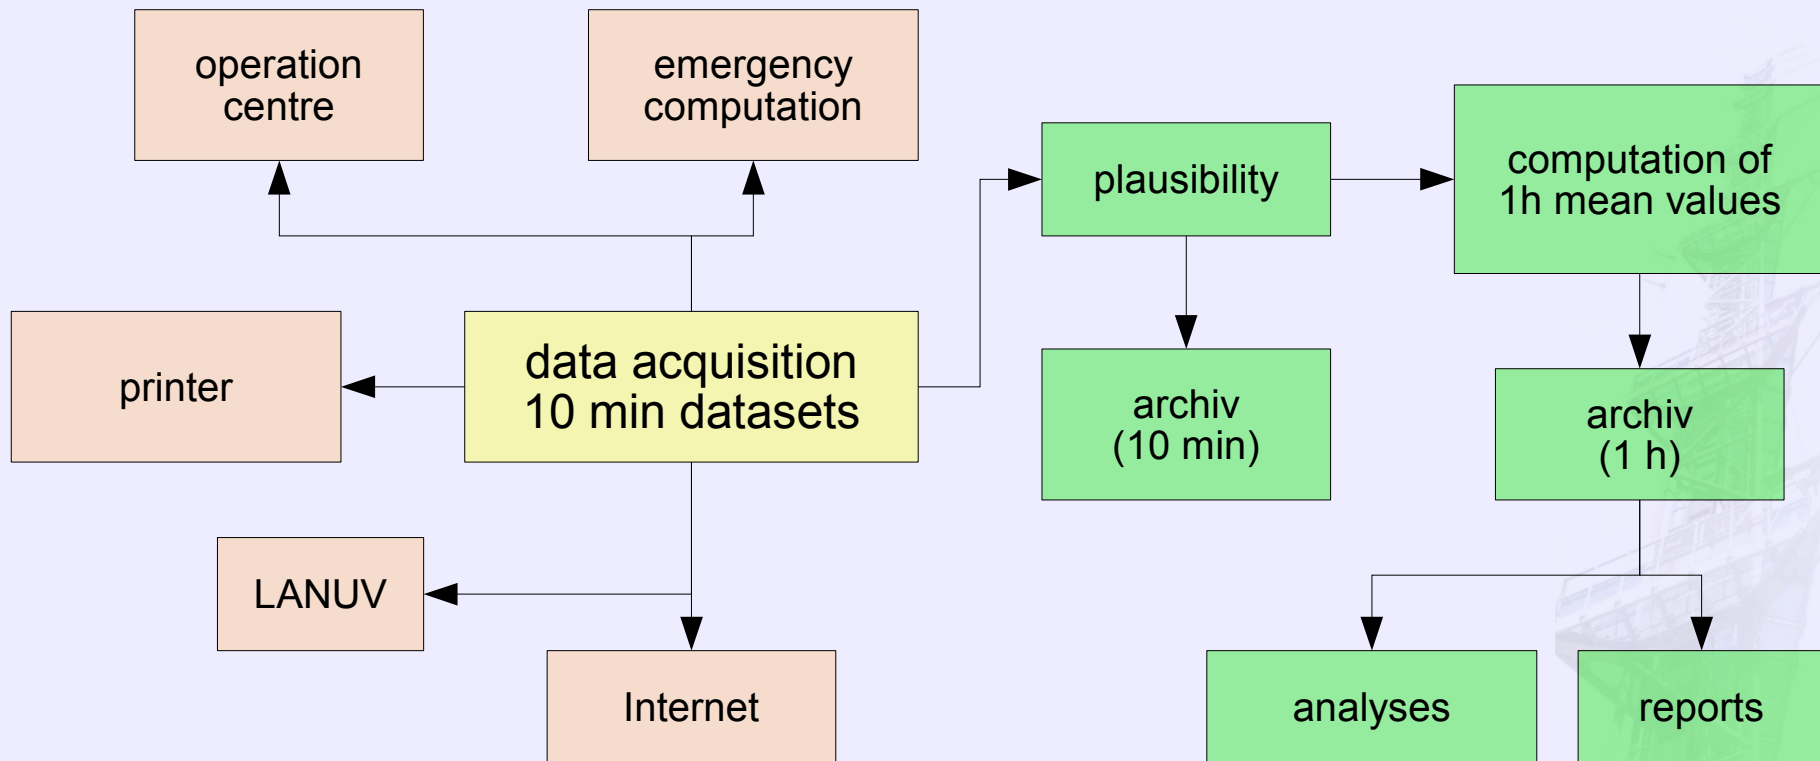 operation
centre
emergency
computation
plausibility
computation of
1h mean values
printer
data acquisition
10 min datasets
archiv
(10 min)
archiv
(1 h)
LANUV
Internet
analyses
reports